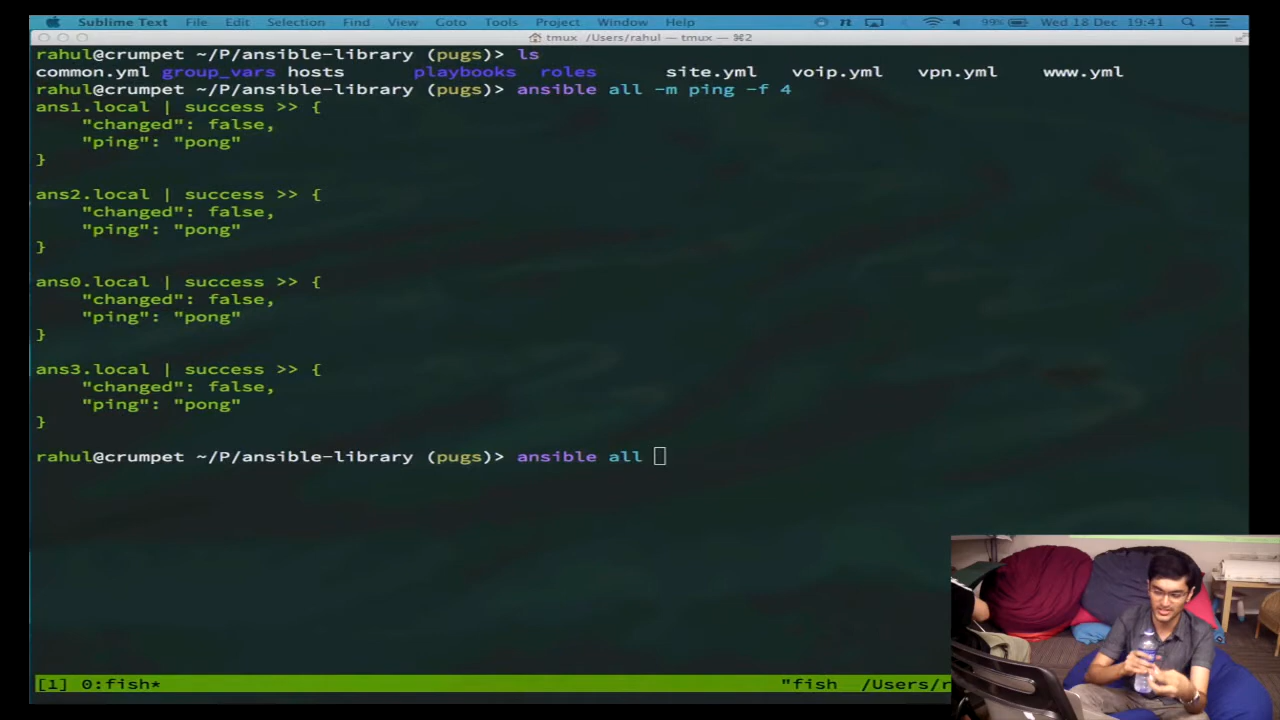 Sublime Text File Edit Selection Find View Goto Tools Project Window Help 99% Wed 18 Dec 19:41
tmux /Users/rahul — tmux — ⌘2
rahul@crumpet ~/P/ansible-library (pugs)> ls
common.yml group_vars hosts playbooks roles site.yml voip.yml vpn.yml www.yml
rahul@crumpet ~/P/ansible-library (pugs)> ansible all -m ping -f 4
ans1.local | success >> {
"changed": false,
"ping": "pong"
}
ans2.local | success >> {
"changed": false,
"ping": "pong"
}
ans0.local | success >> {
"changed": false,
"ping": "pong"
}
ans3.local | success >> {
"changed": false,
"ping": "pong"
}
rahul@crumpet ~/P/ansible-library (pugs)> ansible all
[1] 0:fish* "fish /Users/r